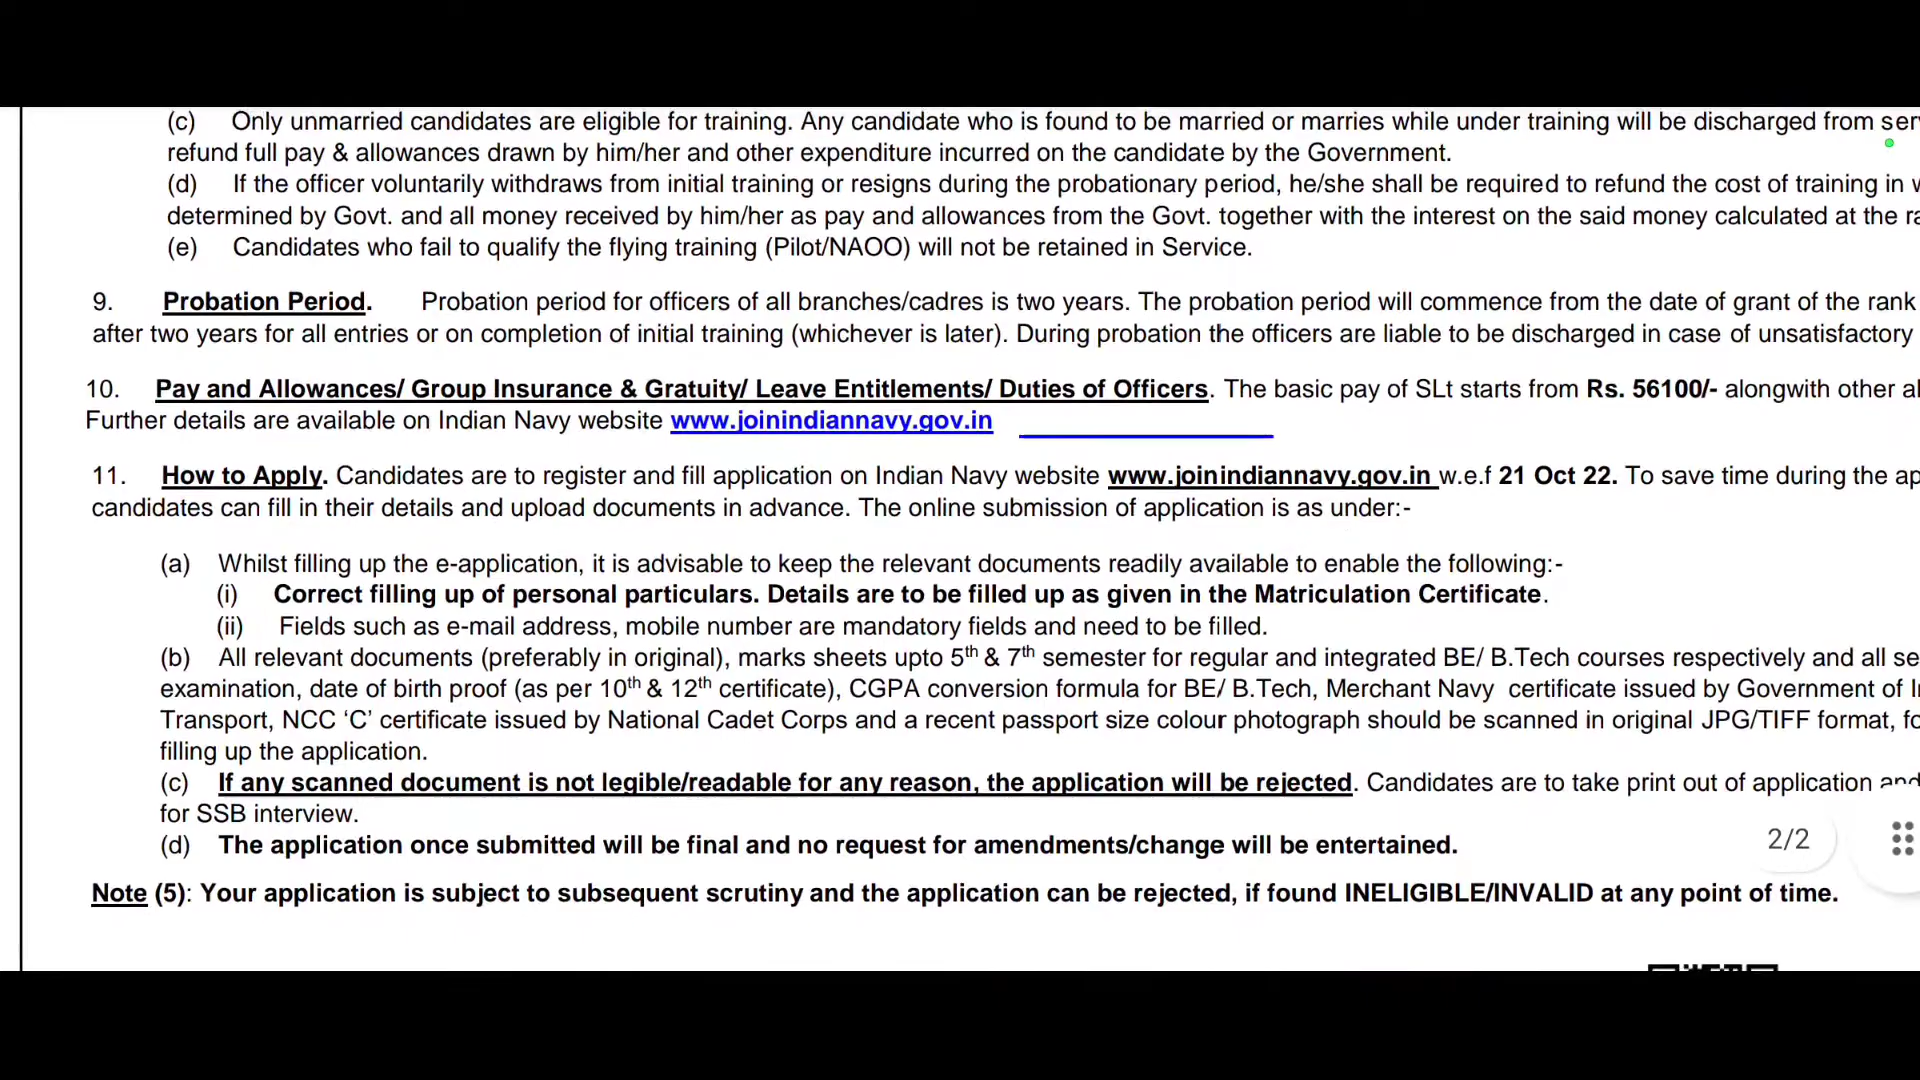 (c) Only unmarried candidates are eligible for training. Any candidate who is found to be married or marries while under training will be discharged from
refund full pay & allowances drawn by him/her and other expenditure incurred on the candidate by the Government.
(d) If the officer voluntarily withdraws from initial training or resigns during the probationary period, he/she shall be required to refund the cost of training in
determined by Govt. and all money received by him/her as pay and allowances from the Govt. together with the interest on the said money calculated at the
(e) Candidates who fail to qualify the flying training (Pilot/NAOO) will not be retained in Service.
9. Probation Period. Probation period for officers of all branches/cadres is two years. The probation period will commence from the date of grant of the rank
after two years for all entries or on completion of initial training (whichever is later). During probation the officers are liable to be discharged in case of unsatisfactory
10. Pay and Allowances/ Group Insurance & Gratuity/ Leave Entitlements/ Duties of Officers. The basic pay of SLt starts from Rs. 56100/- alongwith other
Further details are available on Indian Navy website www.joinindiannavy.gov.in
11. How to Apply. Candidates are to register and fill application on Indian Navy website www.joinindiannavy.gov.in w.e.f 21 Oct 22. To save time during the
candidates can fill in their details and upload documents in advance. The online submission of application is as under:-
(a) Whilst filling up the e-application, it is advisable to keep the relevant documents readily available to enable the following:-
(i) Correct filling up of personal particulars. Details are to be filled up as given in the Matriculation Certificate.
(ii) Fields such as e-mail address, mobile number are mandatory fields and need to be filled.
(b) All relevant documents (preferably in original), marks sheets upto 5th & 7th semester for regular and integrated BE/ B.Tech courses respectively and all
examination, date of birth proof (as per 10th & 12th certificate), CGPA conversion formula for BE/ B.Tech, Merchant Navy certificate issued by Government of
Transport, NCC ‘C’ certificate issued by National Cadet Corps and a recent passport size colour photograph should be scanned in original JPG/TIFF format,
filling up the application.
(c) If any scanned document is not legible/readable for any reason, the application will be rejected. Candidates are to take print out of application and
for SSB interview.
(d) The application once submitted will be final and no request for amendments/change will be entertained.
2/2
Note (5): Your application is subject to subsequent scrutiny and the application can be rejected, if found INELIGIBLE/INVALID at any point of time.